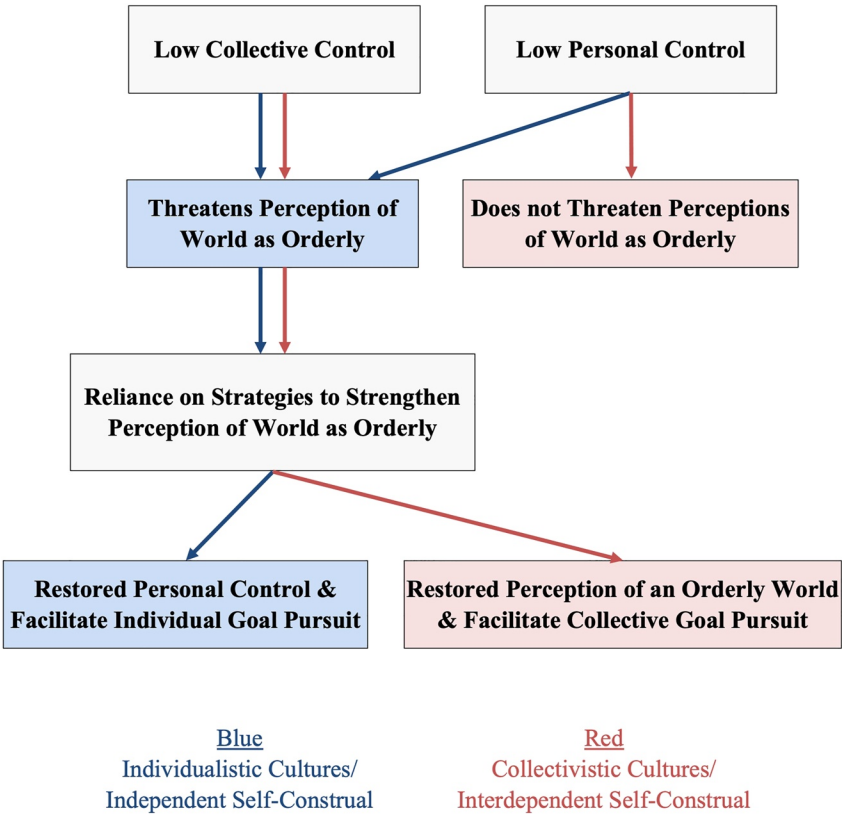 Low Collective Control
Low Personal Control
Threatens Perception of
World as Orderly
Does not Threaten Perceptions
of World as Orderly
Reliance on Strategies to Strengthen
Perception of World as Orderly
Restored Personal Control &
Facilitate Individual Goal Pursuit
Restored Perception of an Orderly World
& Facilitate Collective Goal Pursuit
Blue
Individualistic Cultures/
Independent Self-Construal
Red
Collectivistic Cultures/
Interdependent Self-Construal